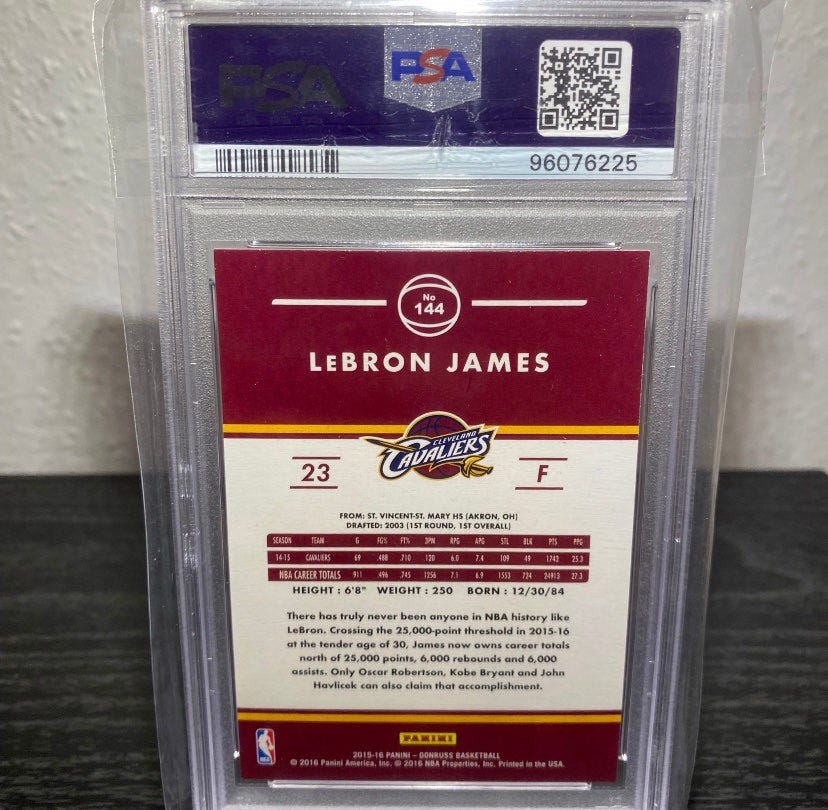 PSA
PSA
96076225
No
144
LEBRON JAMES
CLEVELAND
CAVALIERS
23
F
FROM: ST. VINCENT-ST. MARY HS (AKRON, OH)
DRAFTED: 2003 (1ST ROUND, 1ST OVERALL)
SEASON TEAM G FG% FT% 3PM RPG APG STL BLK PTS PPG
14-15 CAVALIERS 69 .488 .710 120 6.0 7.4 109 49 1743 25.3
NBA CAREER TOTALS 911 .496 .745 1256 7.1 6.9 1553 724 24913 27.3
HEIGHT : 6'8" WEIGHT : 250 BORN : 12/30/84
There has truly never been anyone in NBA history like
LeBron. Crossing the 25,000-point threshold in 2015-16
at the tender age of 30, James now owns career totals
north of 25,000 points, 6,000 rebounds and 6,000
assists. Only Oscar Robertson, Kobe Bryant and John
Havlicek can also claim that accomplishment.
NBA
PANINI
2015-16 PANINI – DONRUSS BASKETBALL
© 2016 Panini America, Inc. © 2016 NBA Properties, Inc. Printed in the USA.